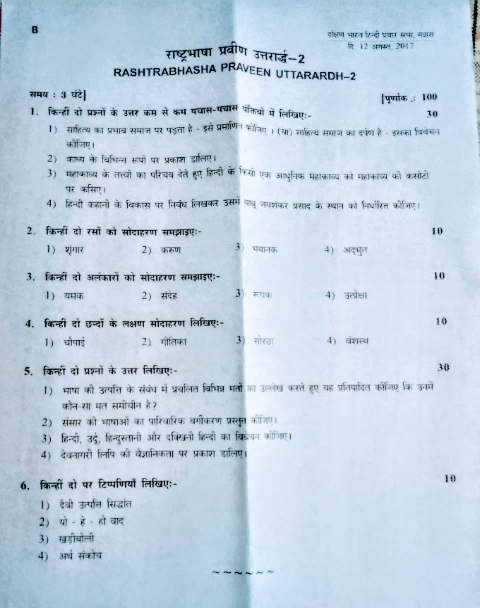 B
दक्षिण भारत हिन्दी प्रचार सभा, मद्रास
दि. 12 अगस्त, 2017
राष्ट्रभाषा प्रवीण उत्तरार्द्ध-2
RASHTRABHASHA PRAVEEN UTTARARDH-2
समय : 3 घंटे] [पूर्णांक : 100
1. किन्हीं दो प्रश्नों के उत्तर कम से कम पचास-पचास पंक्तियों में लिखिए:- 30
1) साहित्य का प्रभाव समाज पर पड़ता है - इसे प्रमाणित कीजिए । (या) साहित्य समाज का दर्पण है - इसका विवेचन
कीजिए।
2) काव्य के विभिन्न रूपों पर प्रकाश डालिए।
3) महाकाव्य के तत्त्वों का परिचय देते हुए हिन्दी के किसी एक आधुनिक महाकाव्य को महाकाव्य की कसौटी
पर कसिए।
4) हिन्दी कहानी के विकास पर निबंध लिखकर उसमें बाबू जयशंकर प्रसाद के स्थान को निर्धारित कीजिए।
2. किन्हीं दो रसों को सोदाहरण समझाइए:- 10
1) शृंगार 2) करुण 3) भयानक 4) अद्भुत
3. किन्हीं दो अलंकारों को सोदाहरण समझाइए:- 10
1) यमक 2) संदेह 3) रूपक 4) उत्प्रेक्षा
4. किन्हीं दो छन्दों के लक्षण सोदाहरण लिखिए:- 10
1) चौपाई 2) गीतिका 3) सोरठा 4) वंशस्थ
5. किन्हीं दो प्रश्नों के उत्तर लिखिए:- 30
1) भाषा की उत्पत्ति के संबंध में प्रचलित विभिन्न मतों का उल्लेख करते हुए यह प्रतिपादित कीजिए कि उनमें
कौन-सा मत समीचीन है?
2) संसार की भाषाओं का पारिवारिक वर्गीकरण प्रस्तुत कीजिए।
3) हिन्दी, उर्दू, हिन्दुस्तानी और दक्खिनी हिन्दी का विवेचन कीजिए।
4) देवनागरी लिपि की वैज्ञानिकता पर प्रकाश डालिए।
6. किन्हीं दो पर टिप्पणियाँ लिखिए:- 10
1) दैवी उत्पत्ति सिद्धांत
2) यो - हे - हो वाद
3) खड़ीबोली
4) अर्थ संकोच
~~~~~~